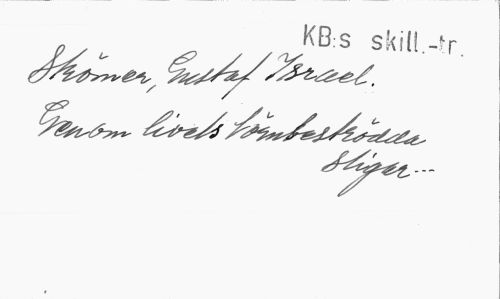 KB:s skill.-tr.
Skömer, Gustaf Israel.
Genom livets törnbeströdda
stigar...